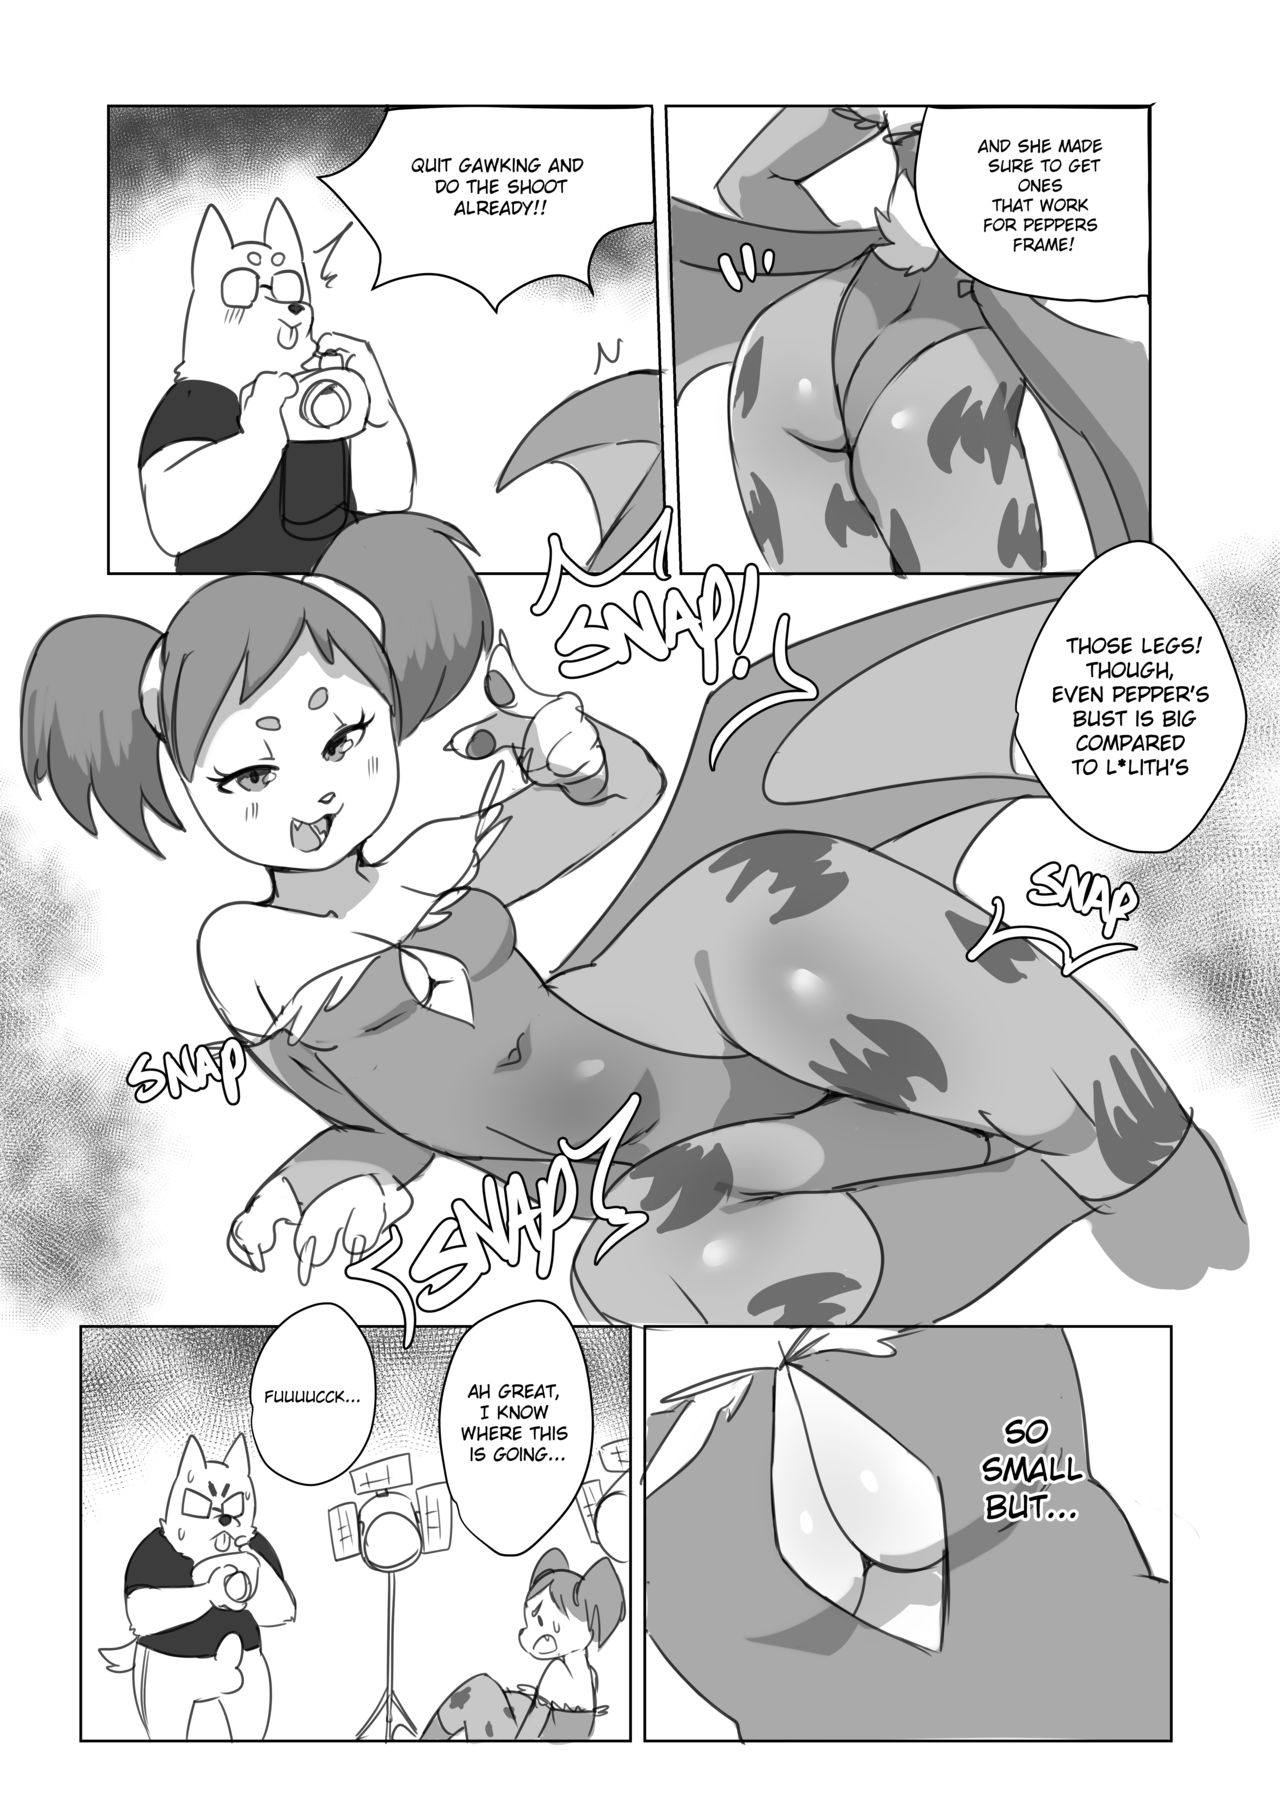 QUIT GAWKING AND
DO THE SHOOT
ALREADY!!
AND SHE MADE
SURE TO GET
ONES
THAT WORK
FOR PEPPERS
FRAME!
SNAP!
THOSE LEGS!
THOUGH,
EVEN PEPPER'S
BUST IS BIG
COMPARED
TO L*LITH'S
SNAP
SNAP
SNAP
FUUUUCCK...
AH GREAT,
I KNOW
WHERE THIS
IS GOING...
SO
SMALL
BUT...